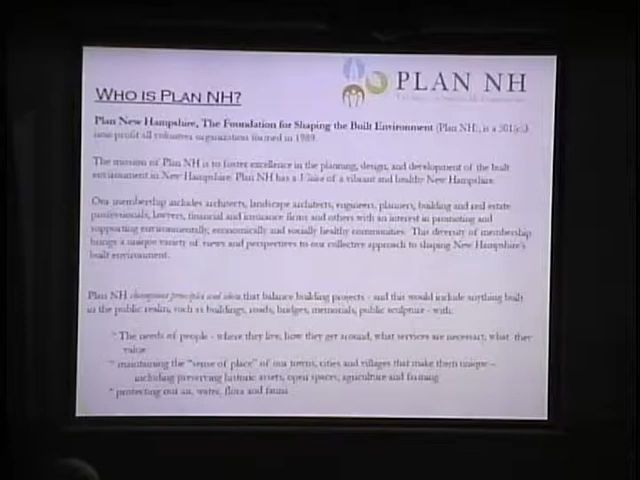 PLAN NH
WHO IS PLAN NH?
Plan New Hampshire, The Foundation for Shaping the Built Environment (Plan NH), is a 501(c)3
non-profit all volunteer organization formed in 1989.
The mission of Plan NH is to foster excellence in the planning, design, and development of the built
environment in New Hampshire. Plan NH has a Vision of a vibrant and healthy New Hampshire.
Our membership includes architects, landscape architects, engineers, planners, building and real estate
professionals, lawyers, financial and insurance firms and others with an interest in promoting and
supporting environmentally, economically and socially healthy communities. This diversity of membership
brings a unique variety of views and perspectives to our collective approach to shaping New Hampshire's
built environment.
Plan NH champions principles and ideas that balance building projects - and this would include anything built
in the public realm, such as buildings, roads, bridges, memorials, public sculpture - with:
* The needs of people - where they live, how they get around, what services are necessary, what they
value
* maintaining the "sense of place" of our towns, cities and villages that make them unique –
including preserving historic assets, open spaces, agriculture and farming
* protecting our air, water, flora and fauna